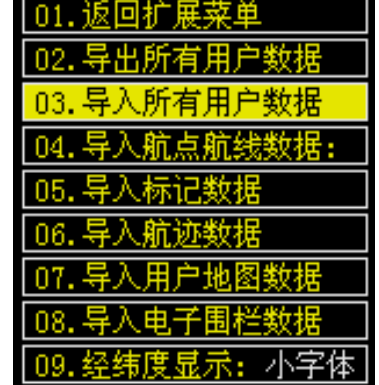 01.返回扩展菜单
02.导出所有用户数据
03.导入所有用户数据
04.导入航点航线数据:
05.导入标记数据
06.导入航迹数据
07.导入用户地图数据
08.导入电子围栏数据
09.经纬度显示: 小字体